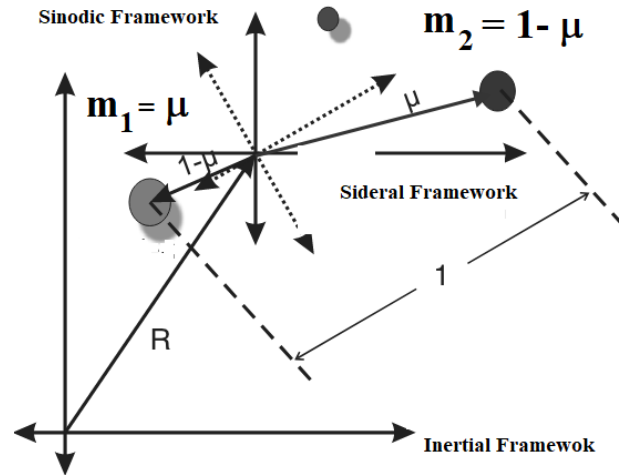 Sinodic Framework
m2 = 1- μ
m1 = μ
μ
1-μ
Sideral Framework
1
R
Inertial Framewok